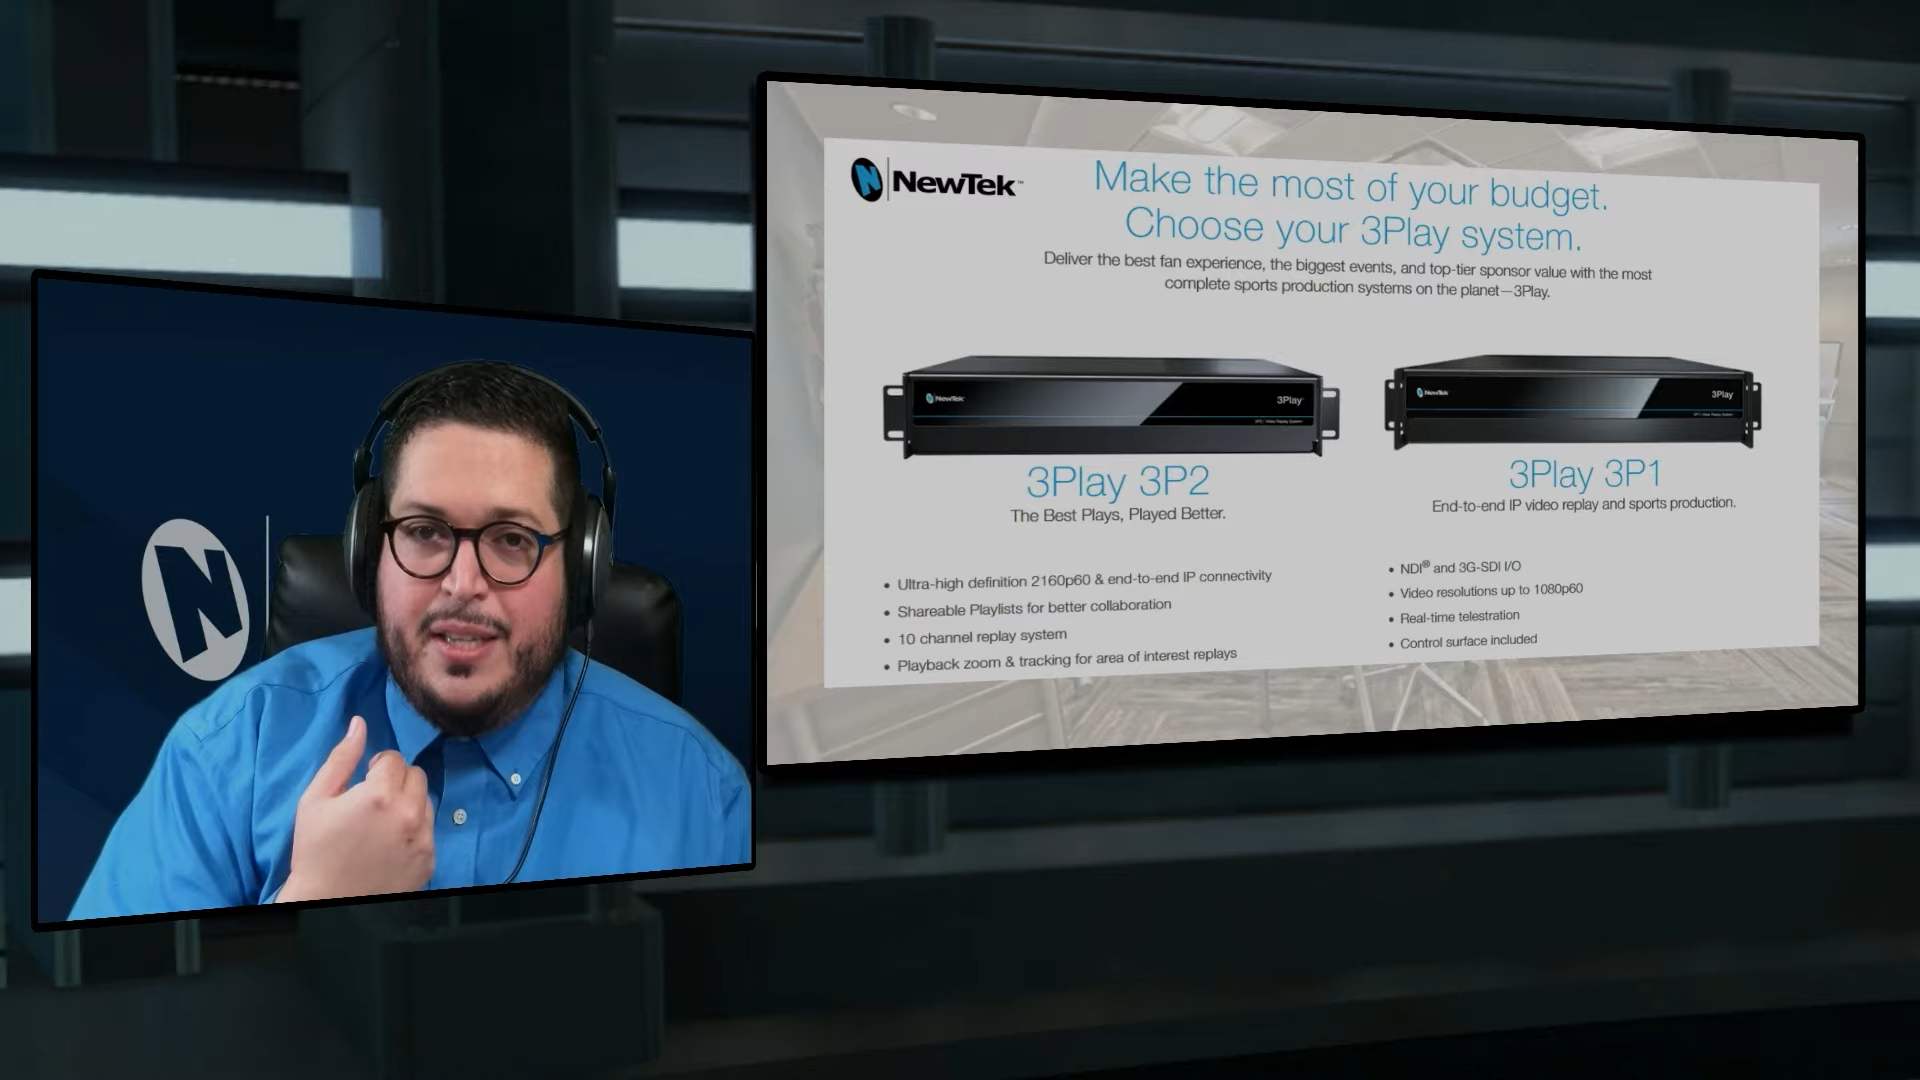 NewTek™
Make the most of your budget.
Choose your 3Play system.
Deliver the best fan experience, the biggest events, and top-tier sponsor value with the most
complete sports production systems on the planet—3Play.
NewTek
3Play
NewTek
3Play
3Play 3P2
The Best Plays, Played Better.
• Ultra-high definition 2160p60 & end-to-end IP connectivity
• Shareable Playlists for better collaboration
• 10 channel replay system
• Playback zoom & tracking for area of interest replays
3Play 3P1
End-to-end IP video replay and sports production.
• NDI® and 3G-SDI I/O
• Video resolutions up to 1080p60
• Real-time telestration
• Control surface included
N